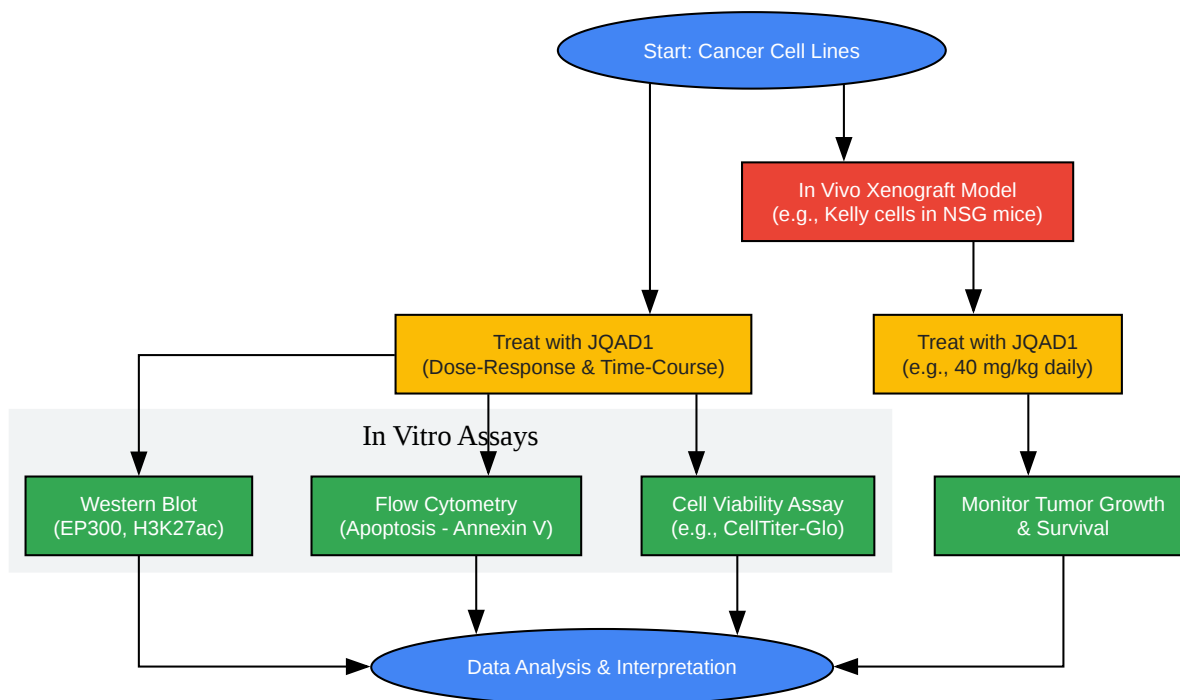 Start: Cancer Cell Lines
In Vivo Xenograft Model
(e.g., Kelly cells in NSG mice)
Treat with JQAD1
(Dose-Response & Time-Course)
Treat with JQAD1
(e.g., 40 mg/kg daily)
In Vitro Assays
Western Blot
(EP300, H3K27ac)
Flow Cytometry
(Apoptosis - Annexin V)
Cell Viability Assay
(e.g., CellTiter-Glo)
Monitor Tumor Growth
& Survival
Data Analysis & Interpretation